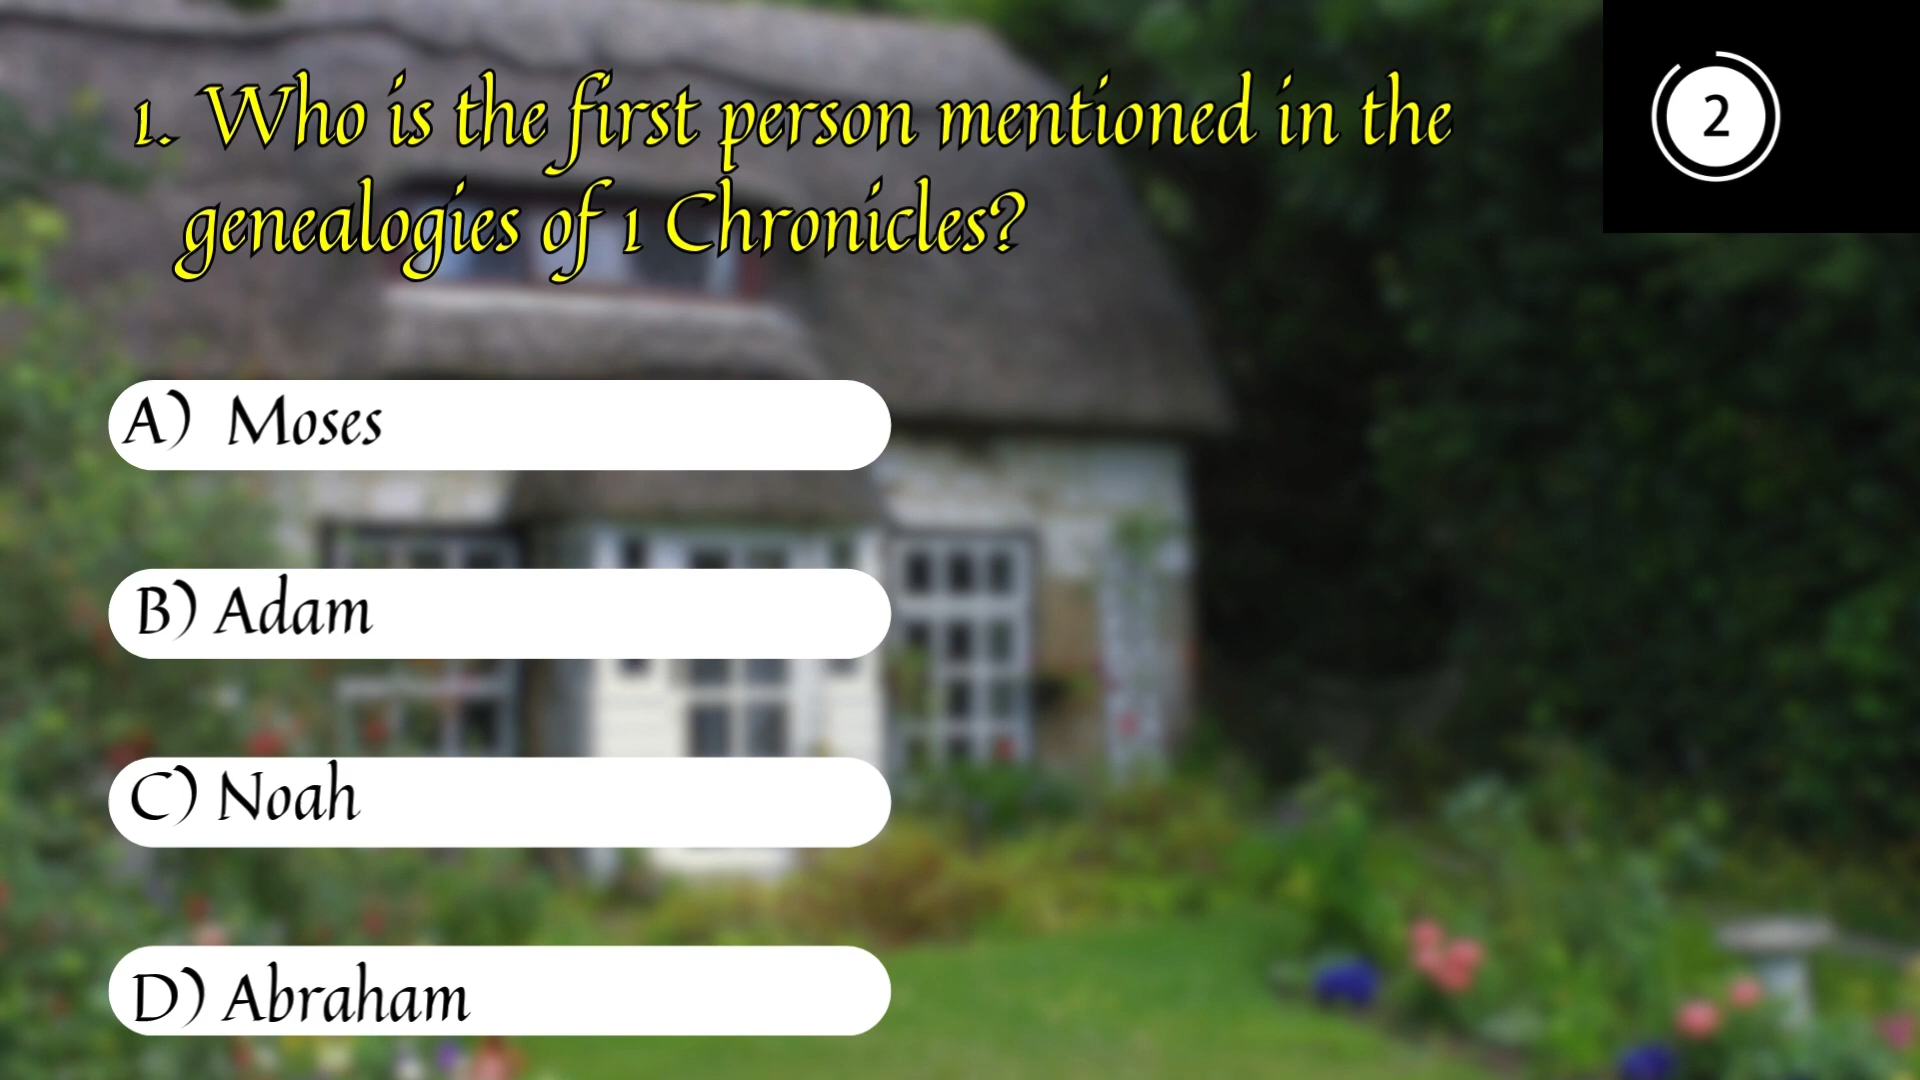 1. Who is the first person mentioned in the
genealogies of 1 Chronicles?
2
A) Moses
B) Adam
C) Noah
D) Abraham